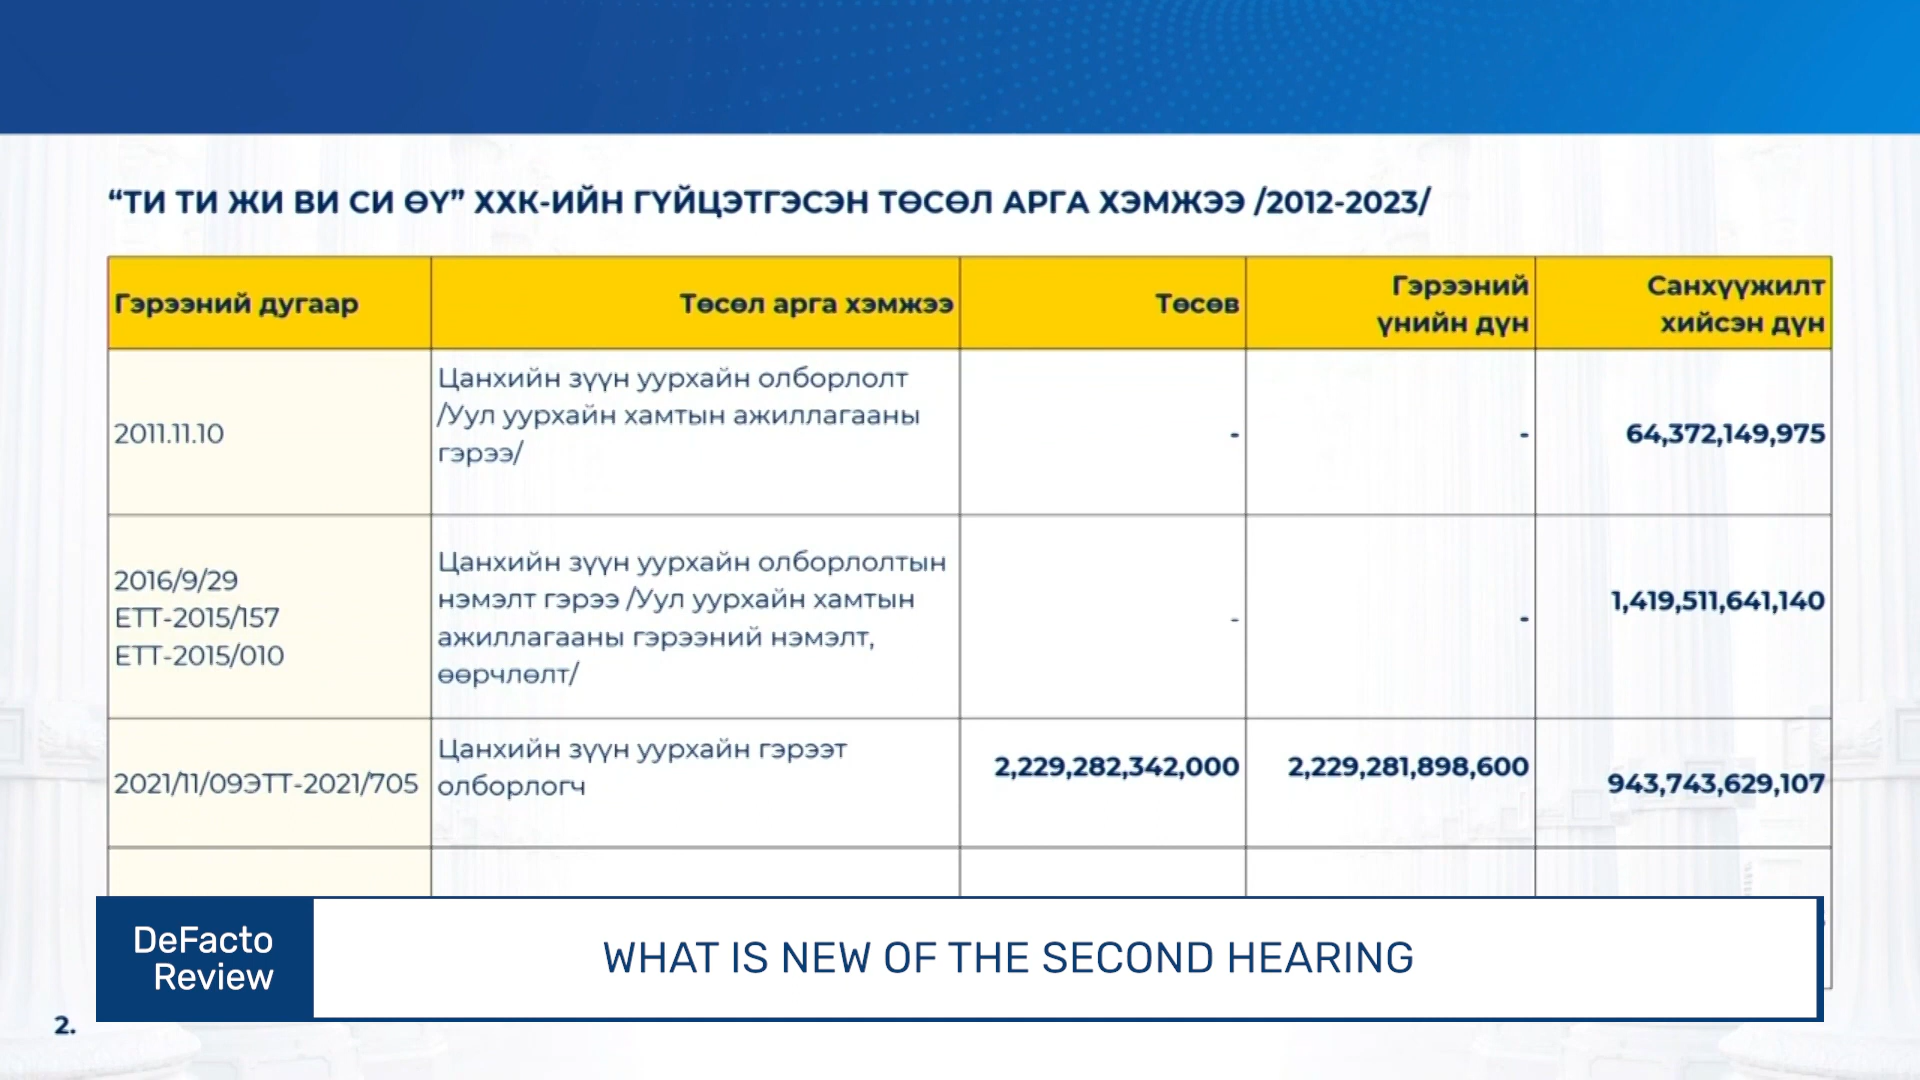 “ТИ ТИ ЖИ ВИ СИ ӨҮ” ХХК-ИЙН ГҮЙЦЭТГЭСЭН ТӨСӨЛ АРГА ХЭМЖЭЭ /2012-2023/
Гэрээний дугаар
Төсөл арга хэмжээ
Төсөв
Гэрээний
үнийн дүн
Санхүүжилт
хийсэн дүн
2011.11.10
Цанхийн зүүн уурхайн олборлолт
/Уул уурхайн хамтын ажиллагааны
гэрээ/
-
-
64,372,149,975
2016/9/29
ЕТТ-2015/157
ЕТТ-2015/010
Цанхийн зүүн уурхайн олборлолтын
нэмэлт гэрээ /Уул уурхайн хамтын
ажиллагааны гэрээний нэмэлт,
өөрчлөлт/
-
-
1,419,511,641,140
2021/11/09ЭТТ-2021/705
Цанхийн зүүн уурхайн гэрээт
олборлогч
2,229,282,342,000
2,229,281,898,600
943,743,629,107
DeFacto
Review
WHAT IS NEW OF THE SECOND HEARING
2.